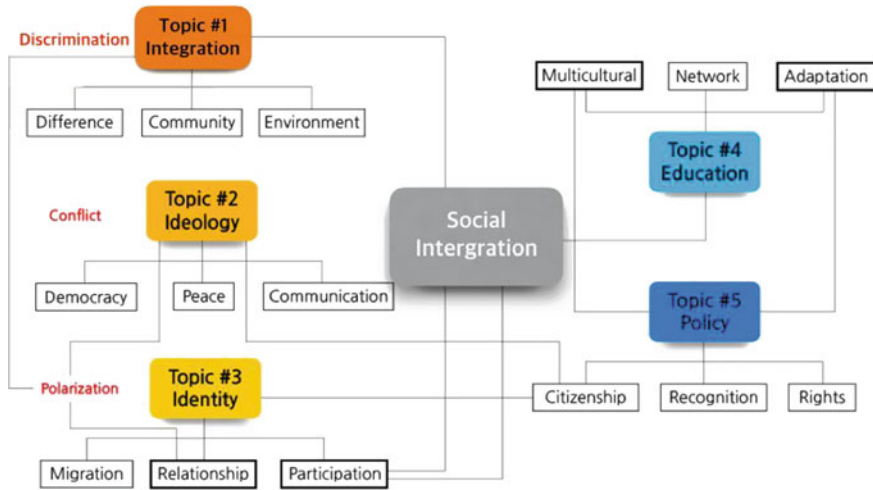 Discrimination
Topic #1
Integration
Difference
Community
Environment
Conflict
Topic #2
Ideology
Democracy
Peace
Communication
Polarization
Topic #3
Identity
Migration
Relationship
Participation
Social
Intergration
Multicultural
Network
Adaptation
Topic #4
Education
Topic #5
Policy
Citizenship
Recognition
Rights